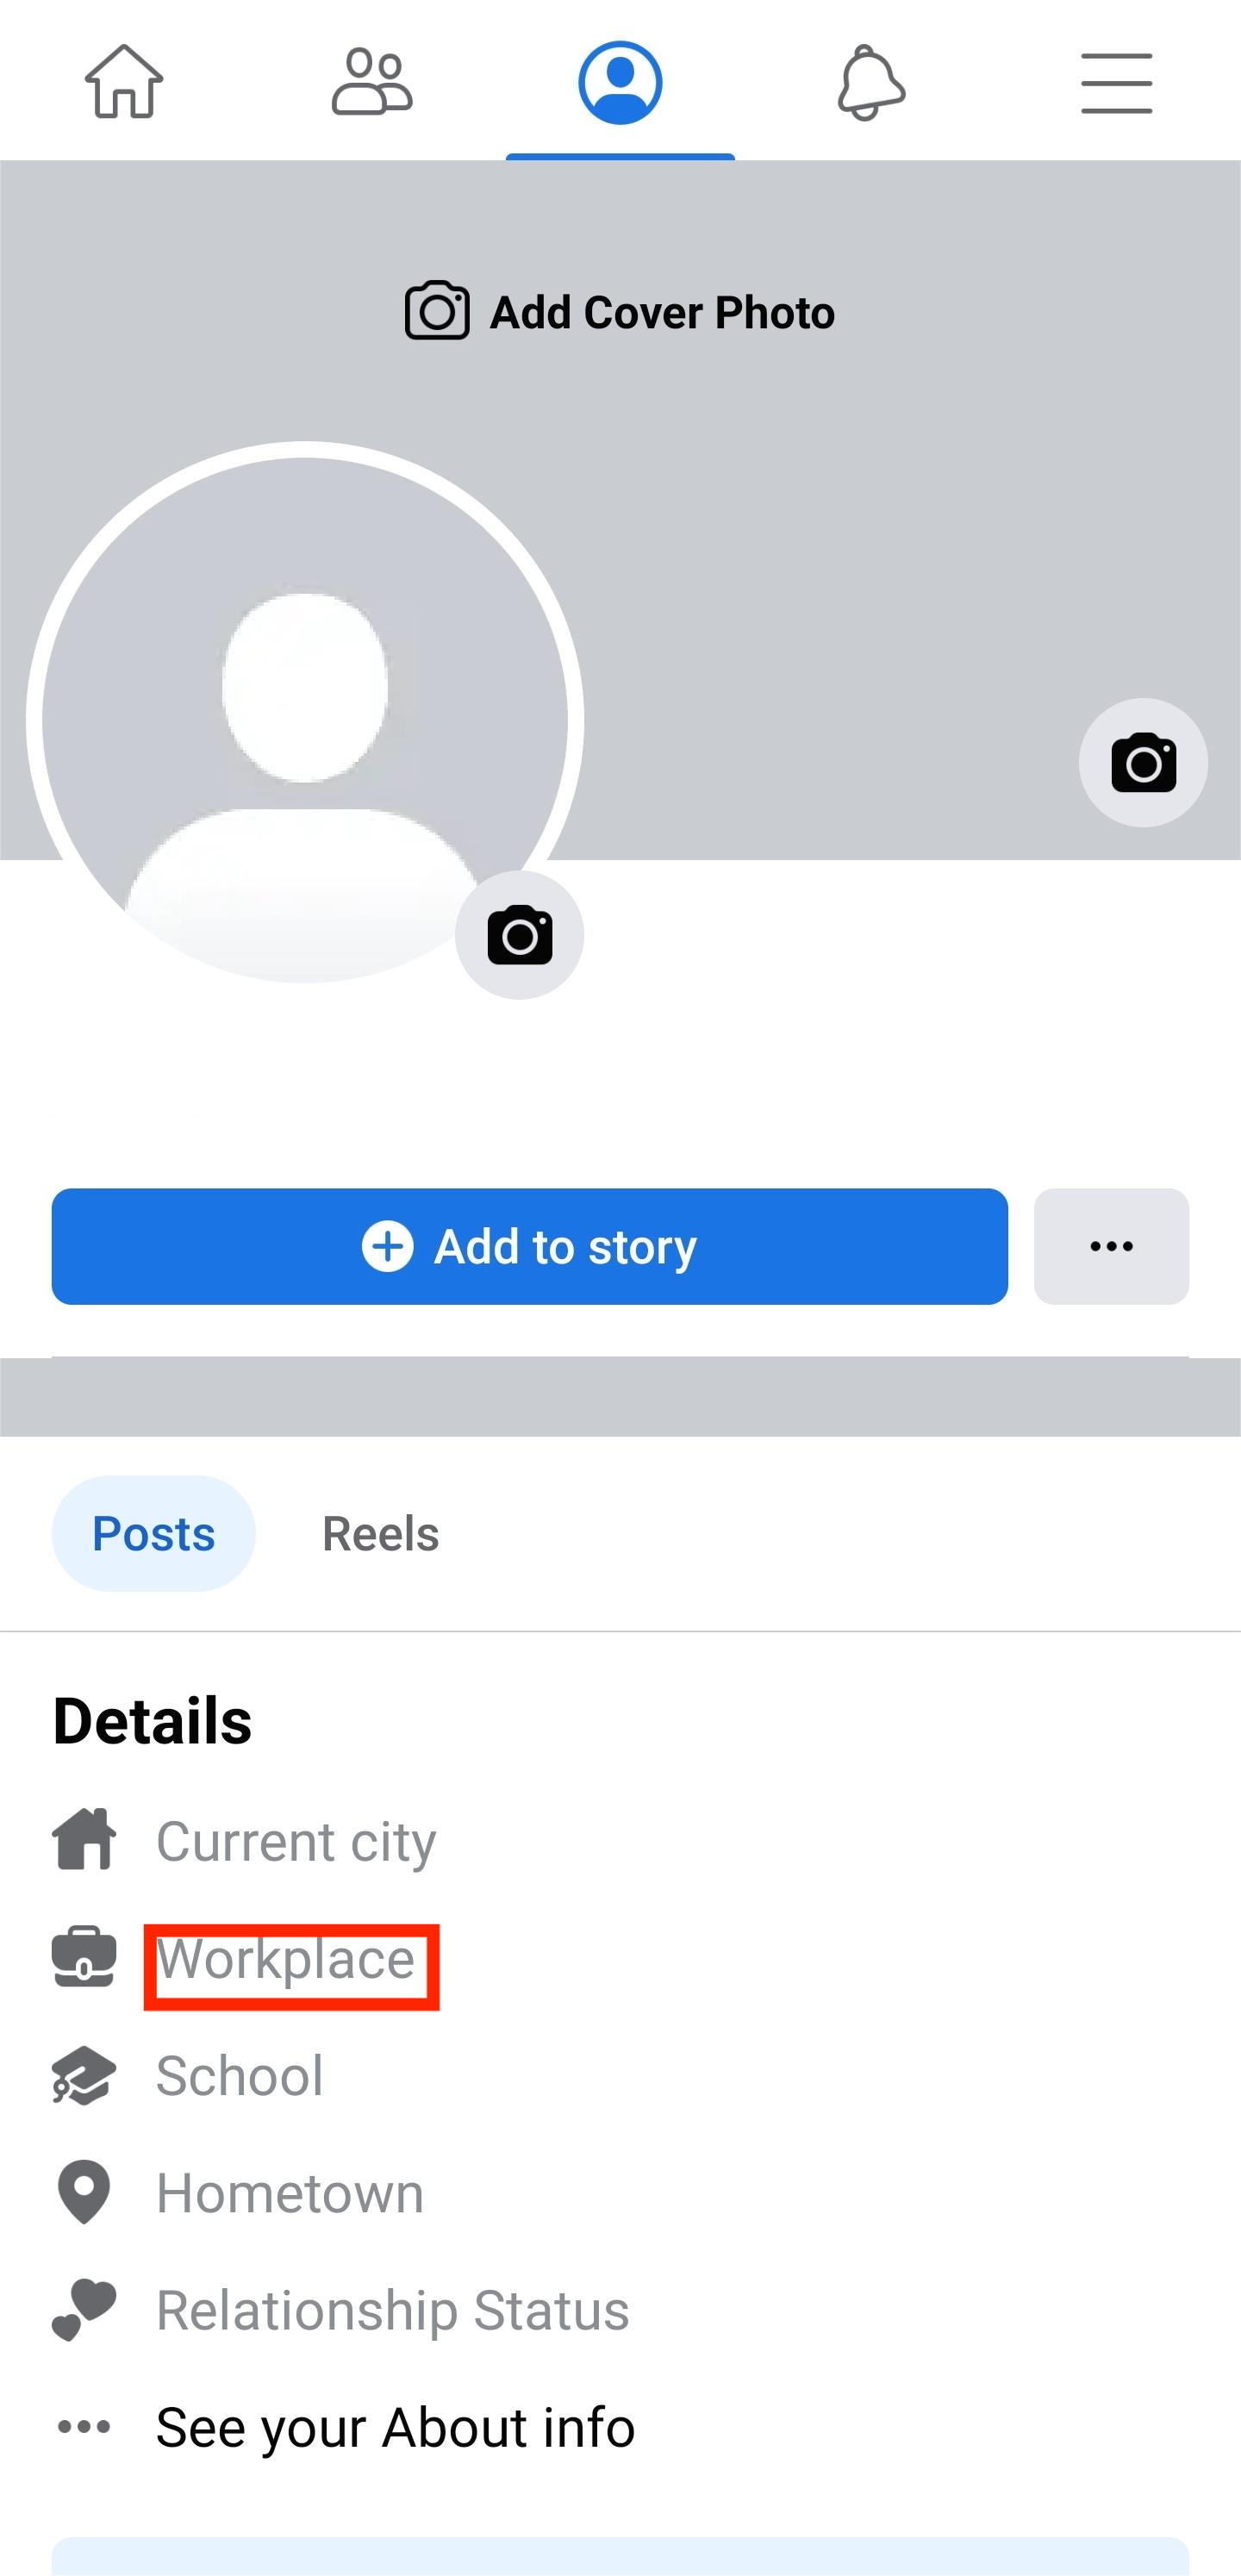 Add Cover Photo
Add to story
Posts
Reels
Details
Current city
Workplace
School
Hometown
Relationship Status
See your About info